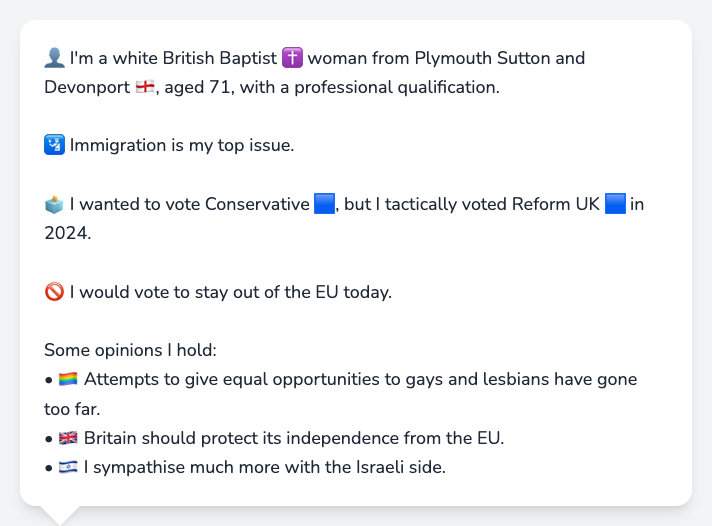 👤 I'm a white British Baptist ✝️ woman from Plymouth Sutton and
Devonport 🏴󠁧󠁢󠁥󠁮󠁧󠁿, aged 71, with a professional qualification.
🛂 Immigration is my top issue.
🗳️ I wanted to vote Conservative 🟦, but I tactically voted Reform UK 🟦 in
2024.
🚫 I would vote to stay out of the EU today.
Some opinions I hold:
• 🏳️‍🌈 Attempts to give equal opportunities to gays and lesbians have gone
too far.
• 🇬🇧 Britain should protect its independence from the EU.
• 🇮🇱 I sympathise much more with the Israeli side.